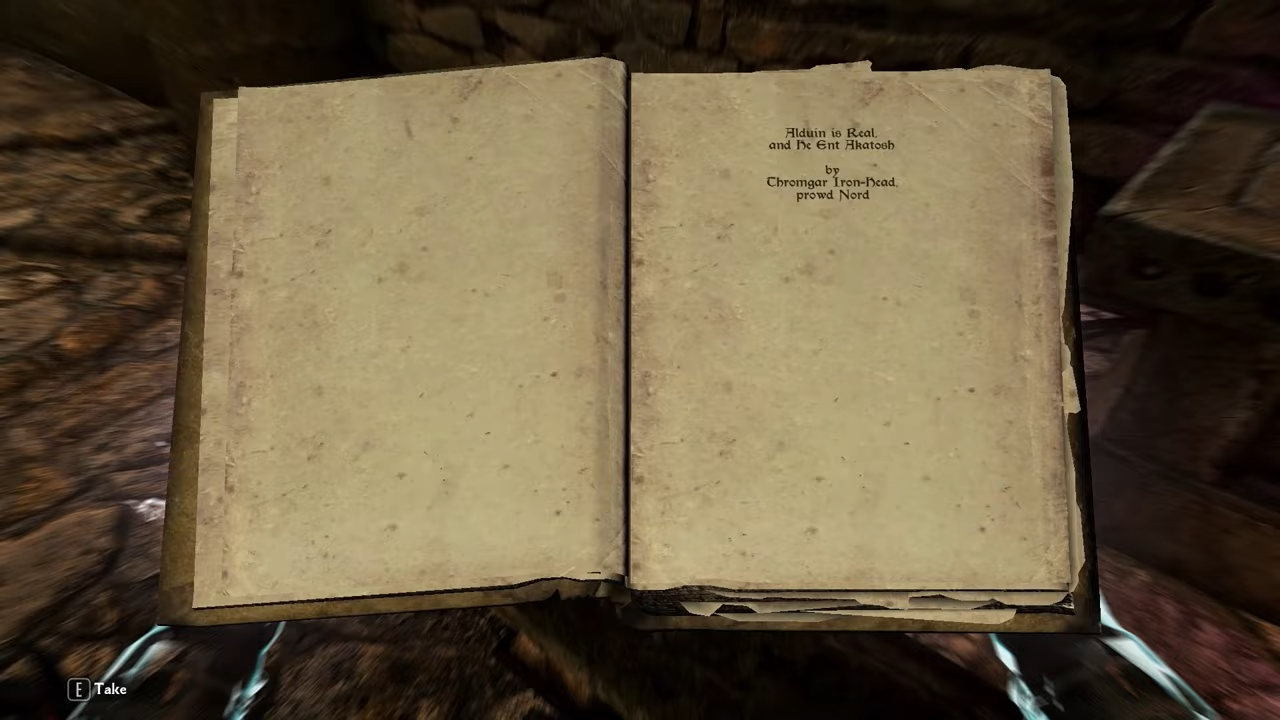 Alduin is Real,
and He Ent Akatosh
by
Thromgar Iron-Head,
prowd Nord
E Take